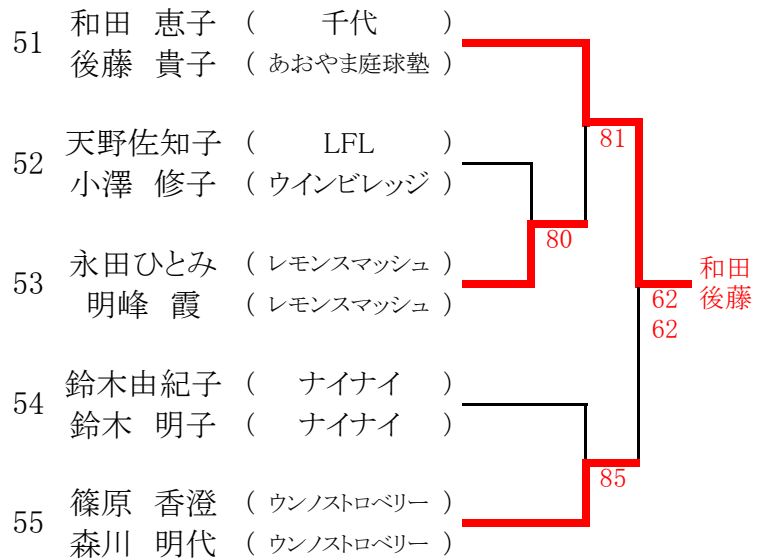 51 和田 恵子 ( 千代 )
後藤 貴子 ( あおやま庭球塾 )
52 天野佐知子 ( LFL )
小澤 修子 ( ウインビレッジ )
53 永田ひとみ ( レモンスマッシュ )
明峰 霞 ( レモンスマッシュ )
54 鈴木由紀子 ( ナイナイ )
鈴木 明子 ( ナイナイ )
55 篠原 香澄 ( ウンノストロベリー )
森川 明代 ( ウンノストロベリー )
81
80
85
62
62
和田
後藤